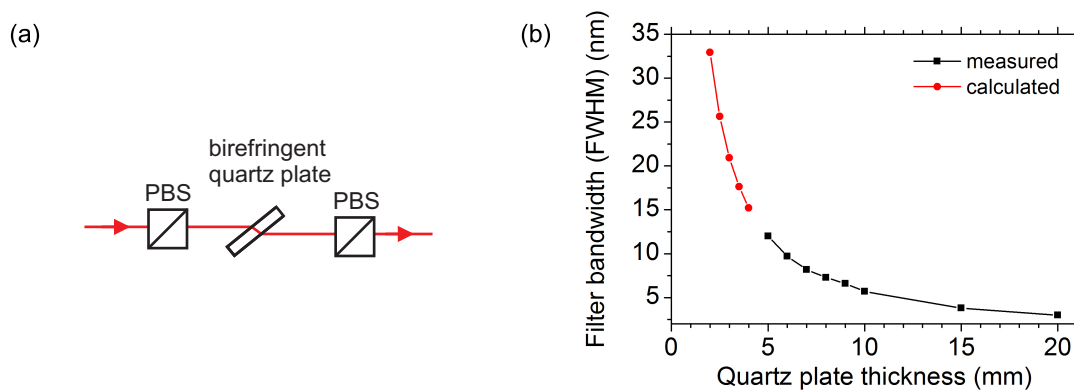 (a)
birefringent
quartz plate
PBS
PBS
(b)
Filter bandwidth (FWHM) (nm)
35
30
25
20
15
10
5
measured
calculated
0
5
10
15
20
Quartz plate thickness (mm)